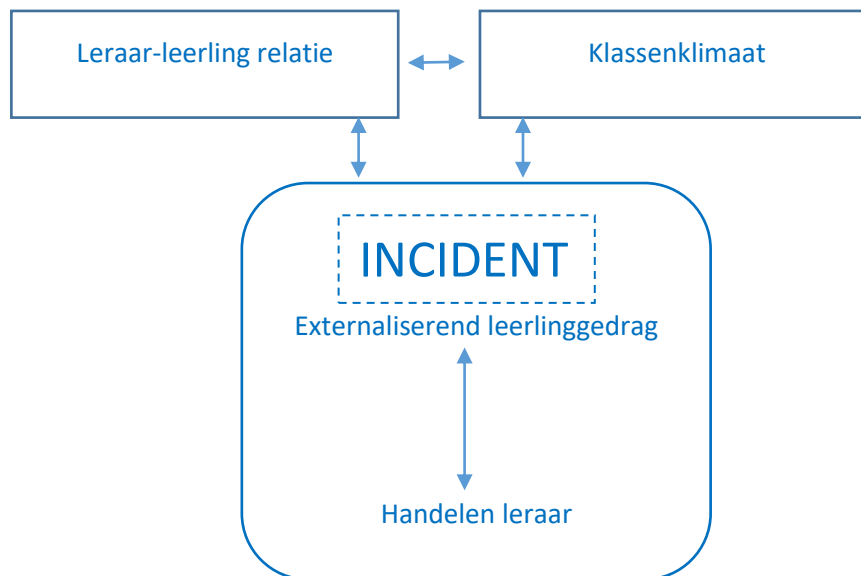 Leraar-leerling relatie
Klassenklimaat
INCIDENT
Externaliserend leerlinggedrag
Handelen leraar